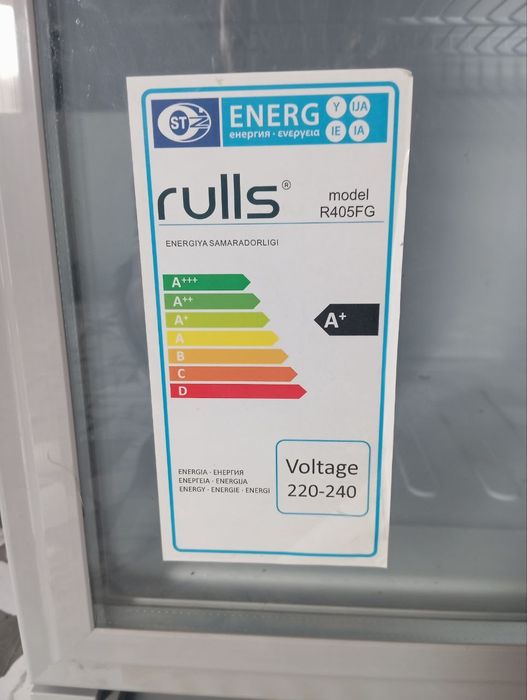 ST
ENERG Y IJA
енергия · ενεργεια IE IA
rulls®
model
R405FG
ENERGIYA SAMARADORLIGI
A+++
A++
A+
A
B
C
D
A+
ENERGIA · ЕНЕРГИЯ
ΕΝΕΡΓΕΙΑ · ENERGIJA
ENERGY · ENERGIE · ENERGI
Voltage
220-240